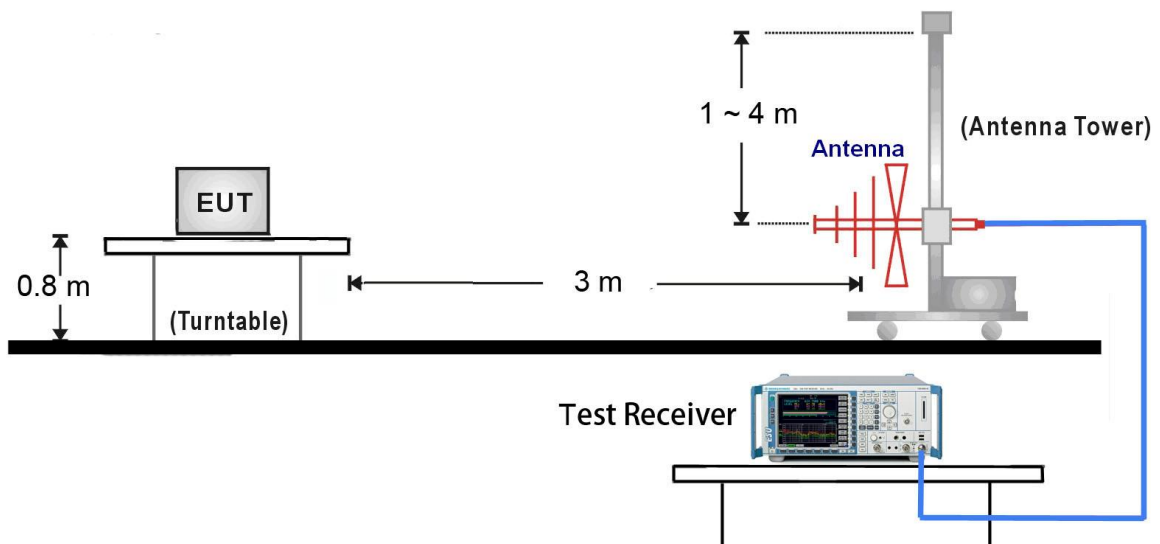 1 ~ 4 m
(Antenna Tower)
Antenna
EUT
0.8 m
3 m
(Turntable)
Test Receiver